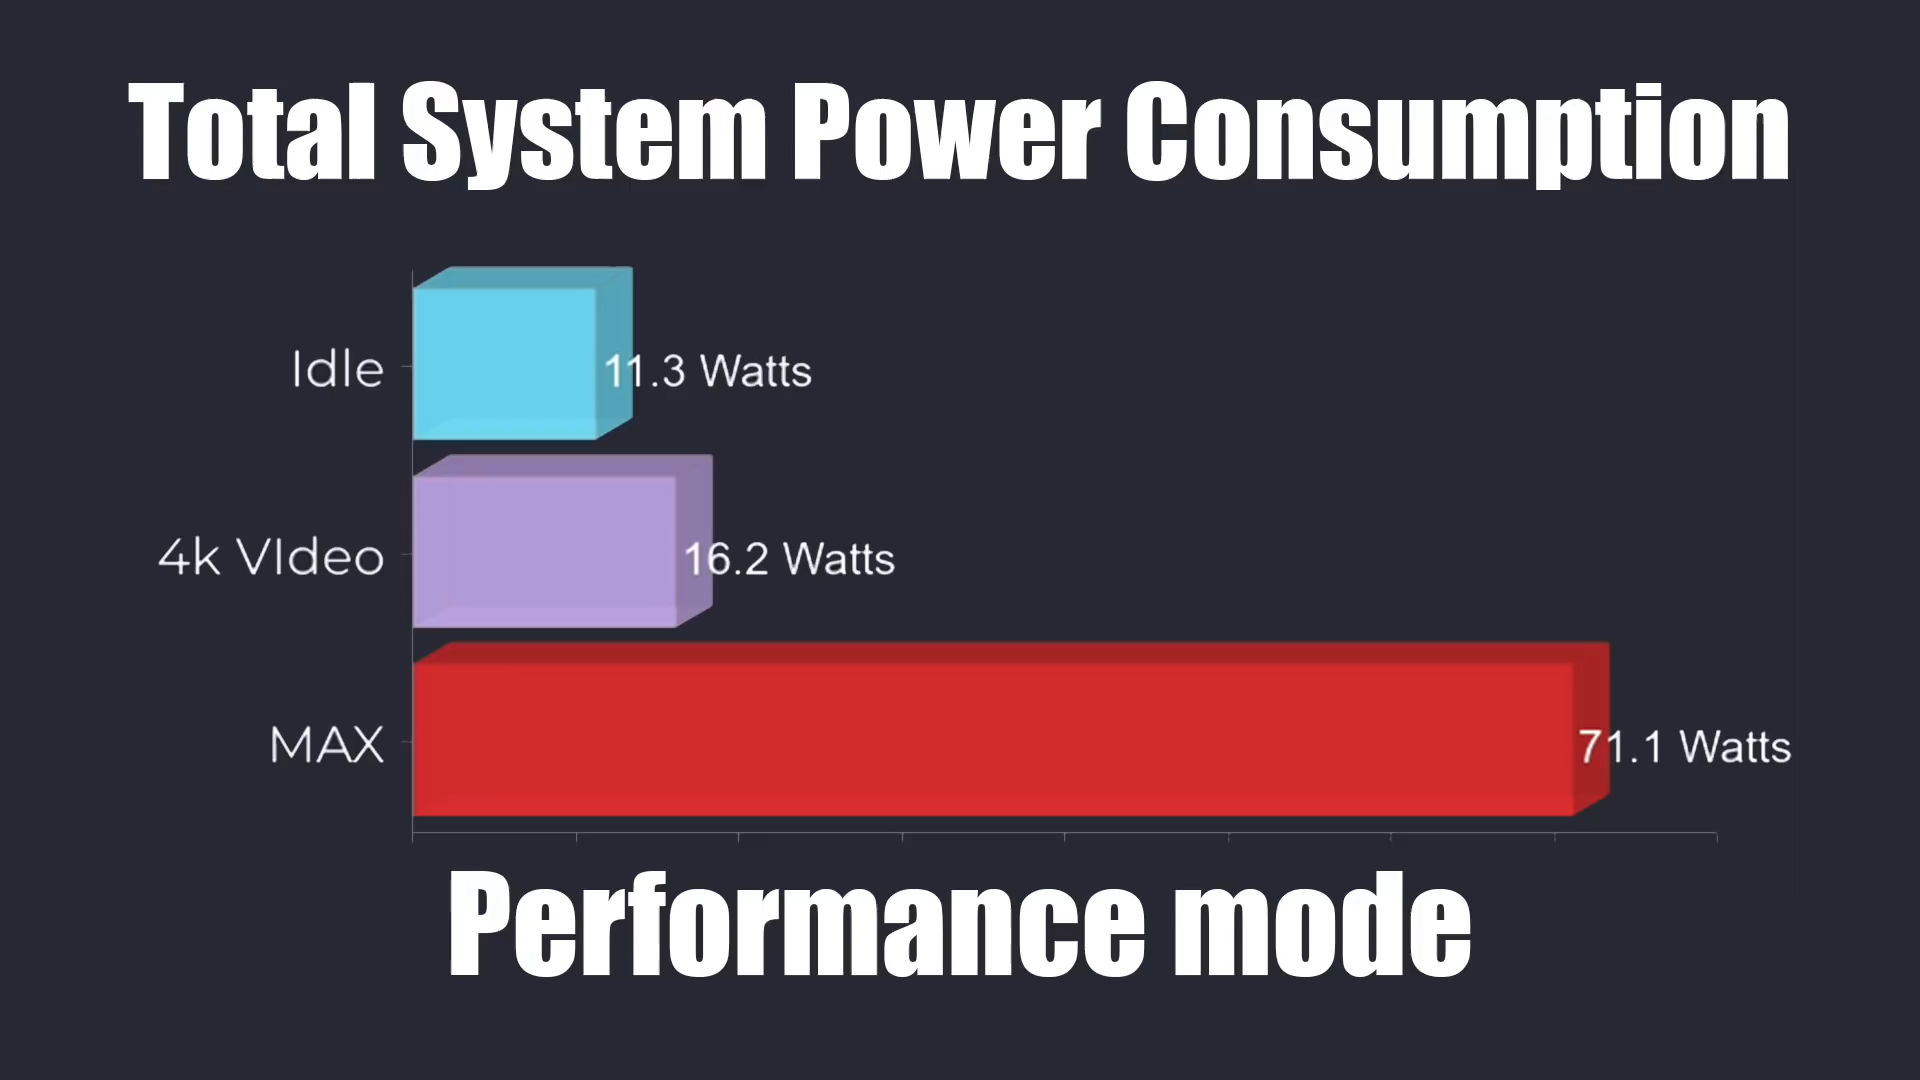 Total System Power Consumption
Idle
11.3 Watts
4k VIdeo
16.2 Watts
MAX
71.1 Watts
Performance mode